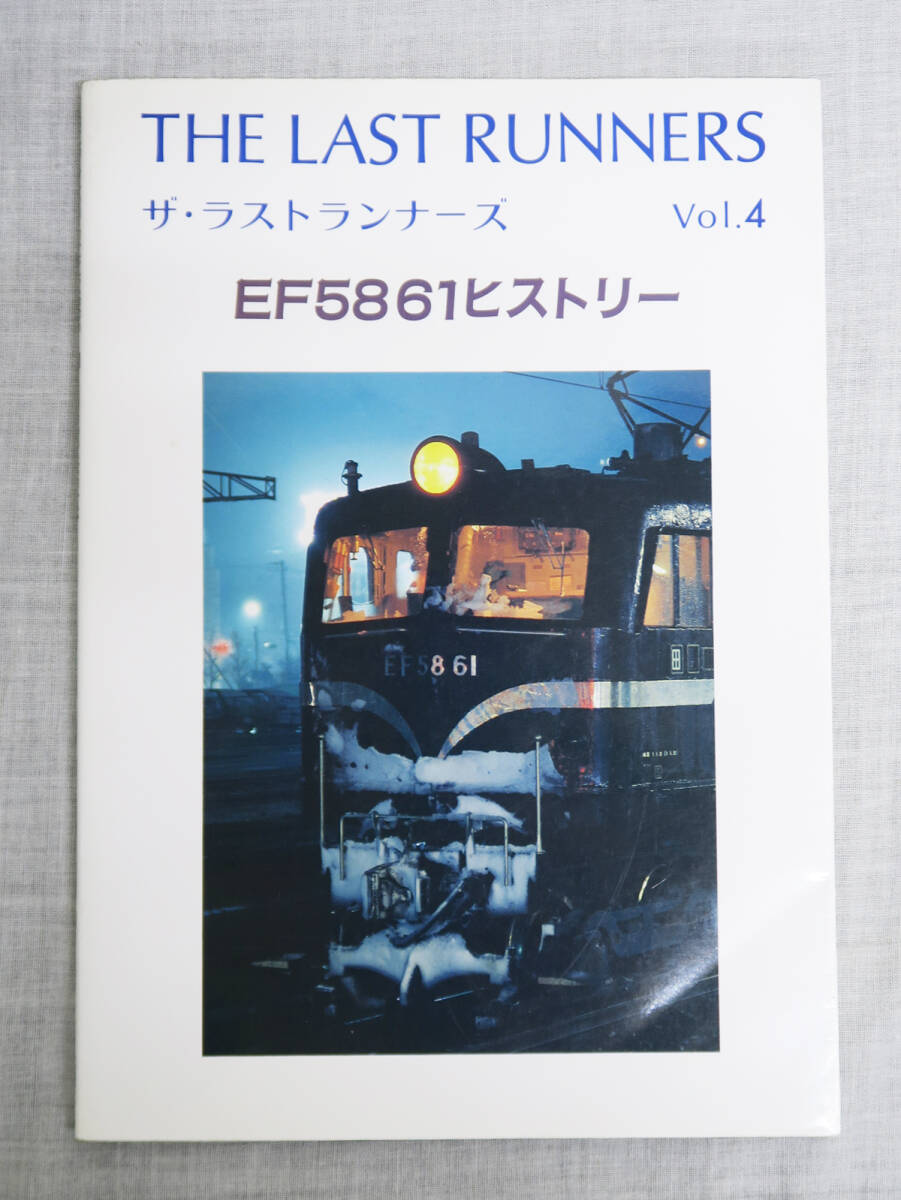 THE LAST RUNNERS
ザ・ラストランナーズ Vol.4
EF58 61ヒストリー
EF58 61